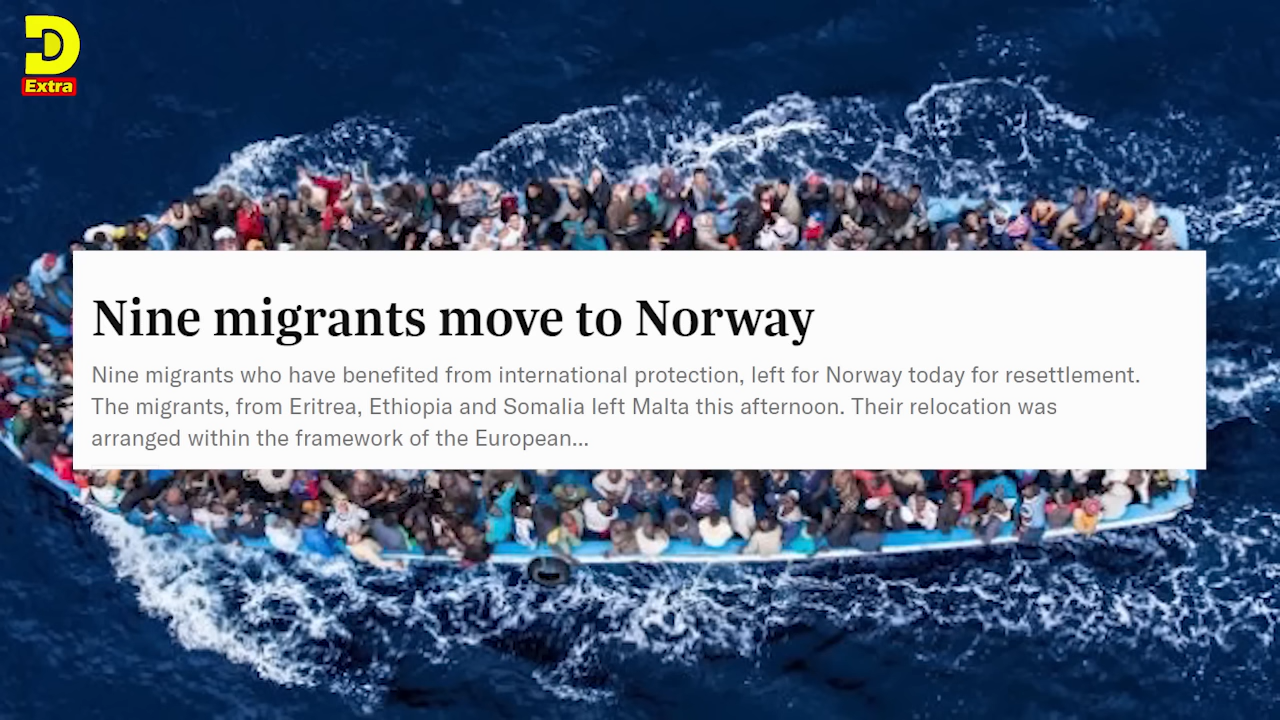 D
Extra
Nine migrants move to Norway
Nine migrants who have benefited from international protection, left for Norway today for resettlement.
The migrants, from Eritrea, Ethiopia and Somalia left Malta this afternoon. Their relocation was
arranged within the framework of the European...